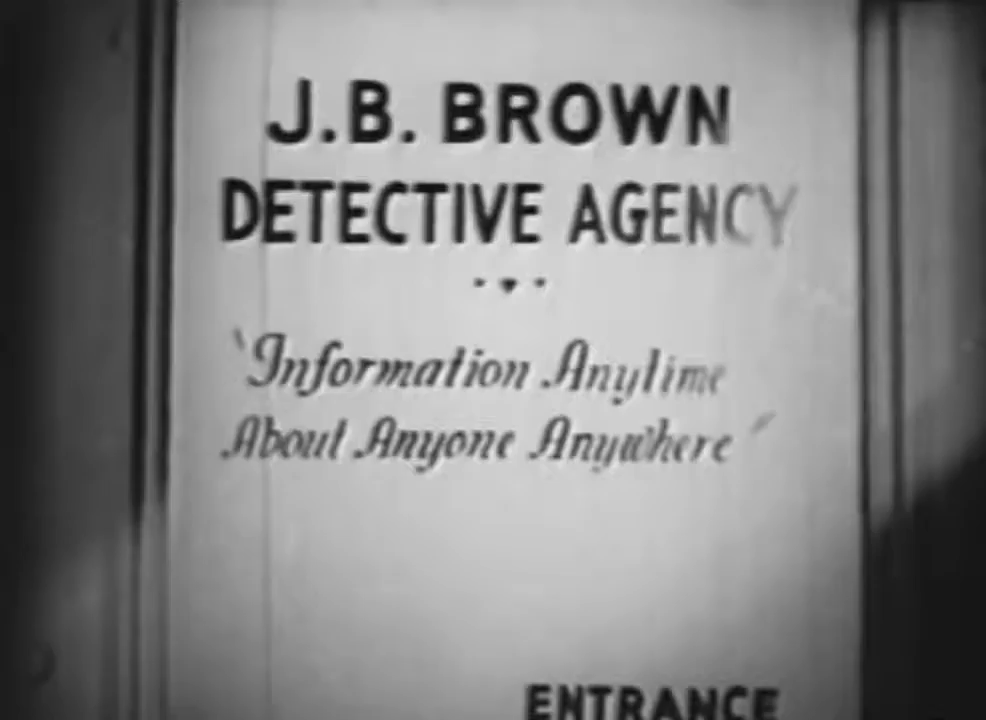 J.B. BROWN
DETECTIVE AGENCY
"Information Anytime
About Anyone Anywhere"
ENTRANCE